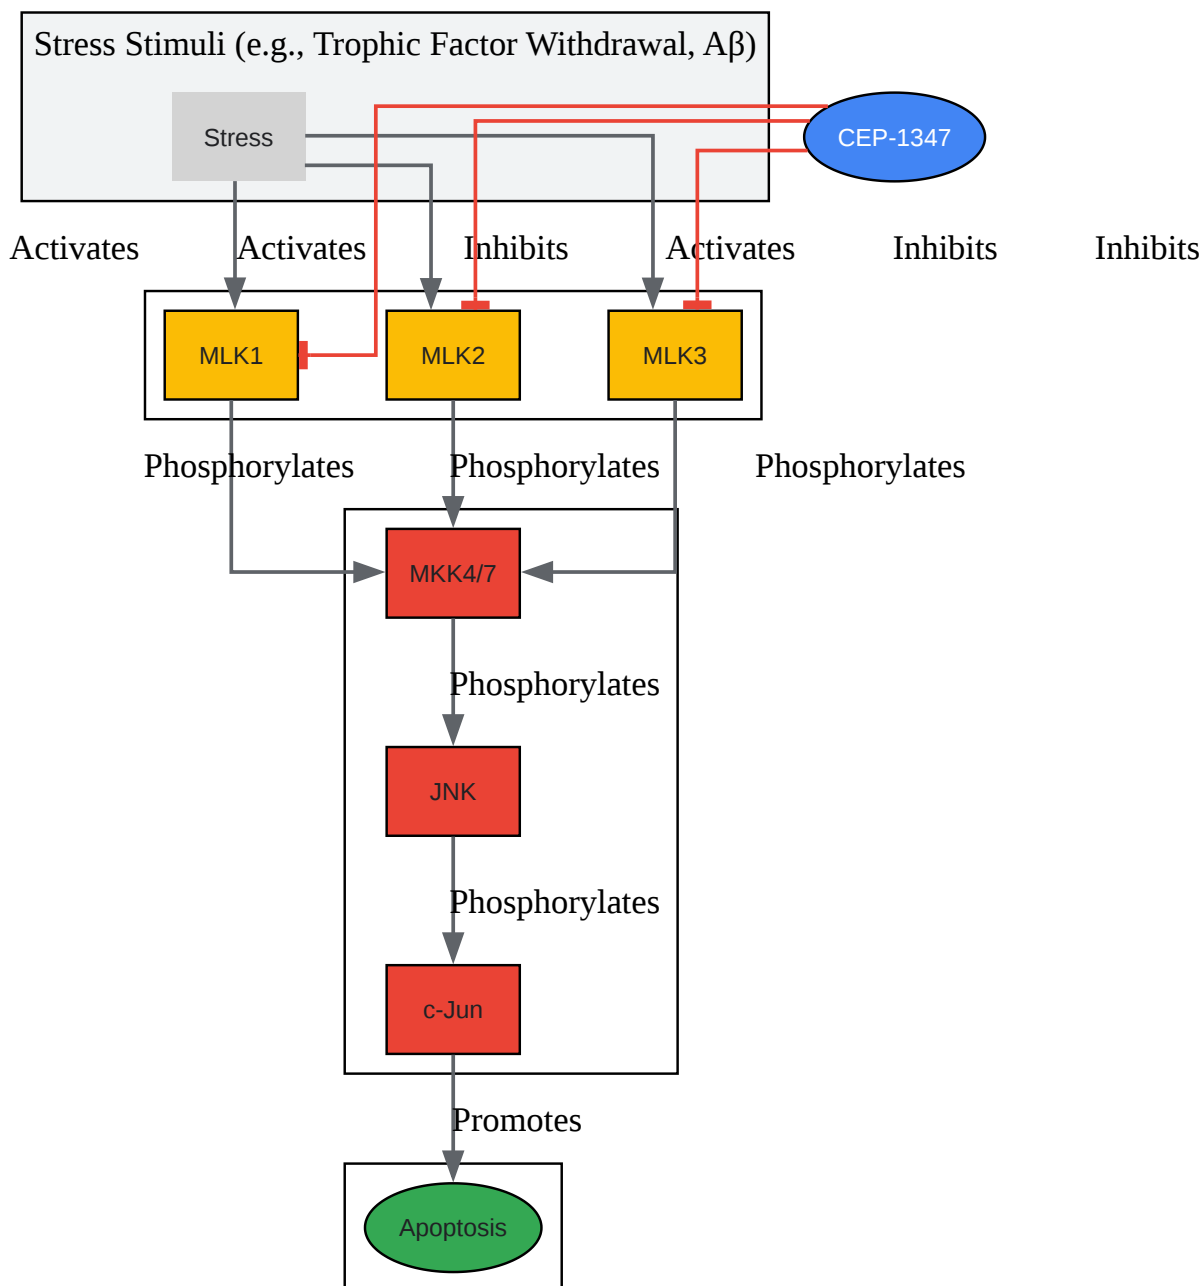 Stress Stimuli (e.g., Trophic Factor Withdrawal, Aβ)
Stress
CEP-1347
Activates
Activates
Inhibits
Activates
Inhibits
Inhibits
MLK1
MLK2
MLK3
Phosphorylates
Phosphorylates
Phosphorylates
MKK4/7
Phosphorylates
JNK
Phosphorylates
c-Jun
Promotes
Apoptosis